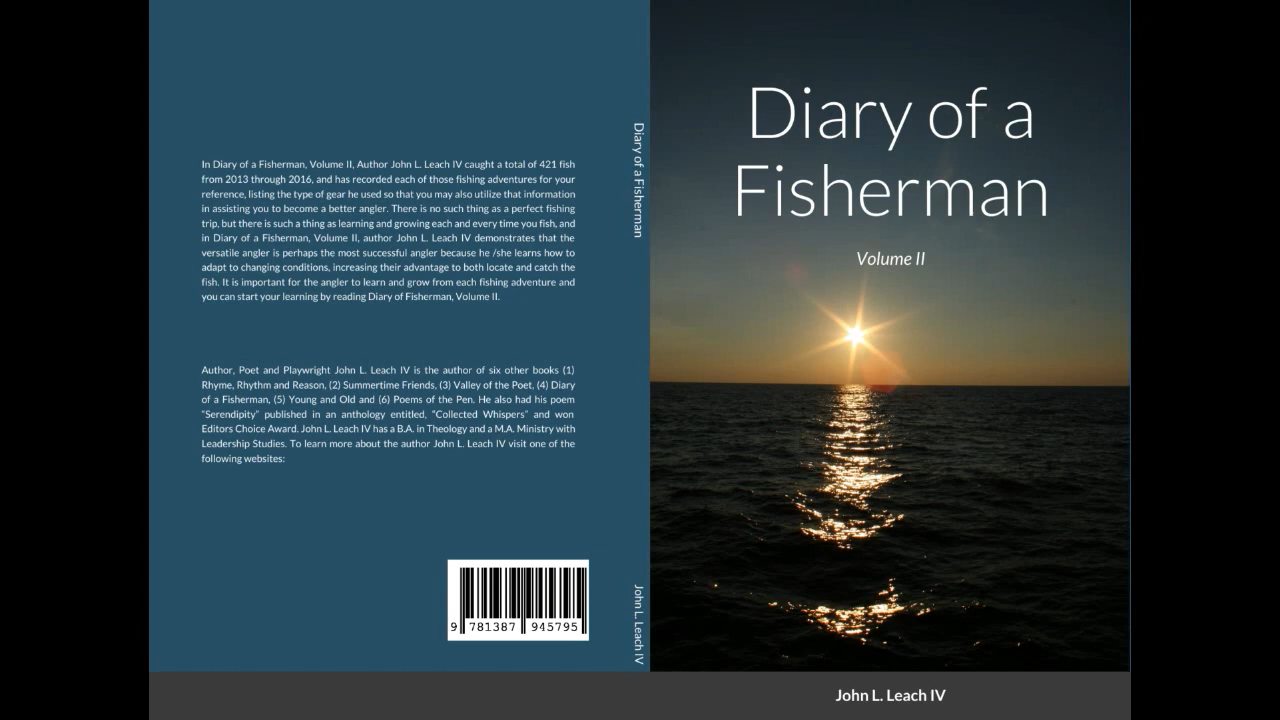 In Diary of a Fisherman, Volume II, Author John L. Leach IV caught a total of 421 fish
from 2013 through 2016, and has recorded each of those fishing adventures for your
reference, listing the type of gear he used so that you may also utilize that information
in assisting you to become a better angler. There is no such thing as a perfect fishing
trip, but there is such a thing as learning and growing each and every time you fish, and
in Diary of a Fisherman, Volume II, author John L. Leach IV demonstrates that the
versatile angler is perhaps the most successful angler because he /she learns how to
adapt to changing conditions, increasing their advantage to both locate and catch the
fish. It is important for the angler to learn and grow from each fishing adventure and
you can start your learning by reading Diary of Fisherman, Volume II.
Author, Poet and Playwright John L. Leach IV is the author of six other books (1)
Rhyme, Rhythm and Reason, (2) Summertime Friends, (3) Valley of the Poet, (4) Diary
of a Fisherman, (5) Young and Old and (6) Poems of the Pen. He also had his poem
"Serendipity" published in an anthology entitled, "Collected Whispers" and won
Editors Choice Award. John L. Leach IV has a B.A. in Theology and a M.A. Ministry with
Leadership Studies. To learn more about the author John L. Leach IV visit one of the
following websites:
9 781387 945795
Diary of a Fisherman
John L. Leach IV
Diary of a
Fisherman
Volume II
John L. Leach IV